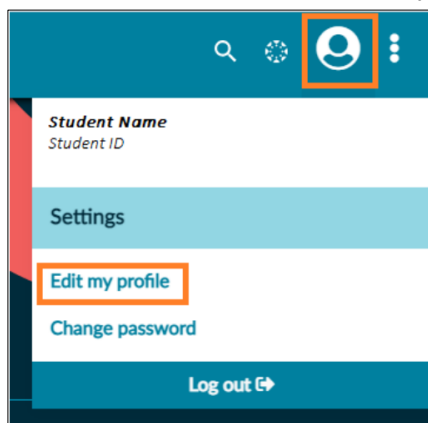 Student Name
Student ID
Settings
Edit my profile
Change password
Log out